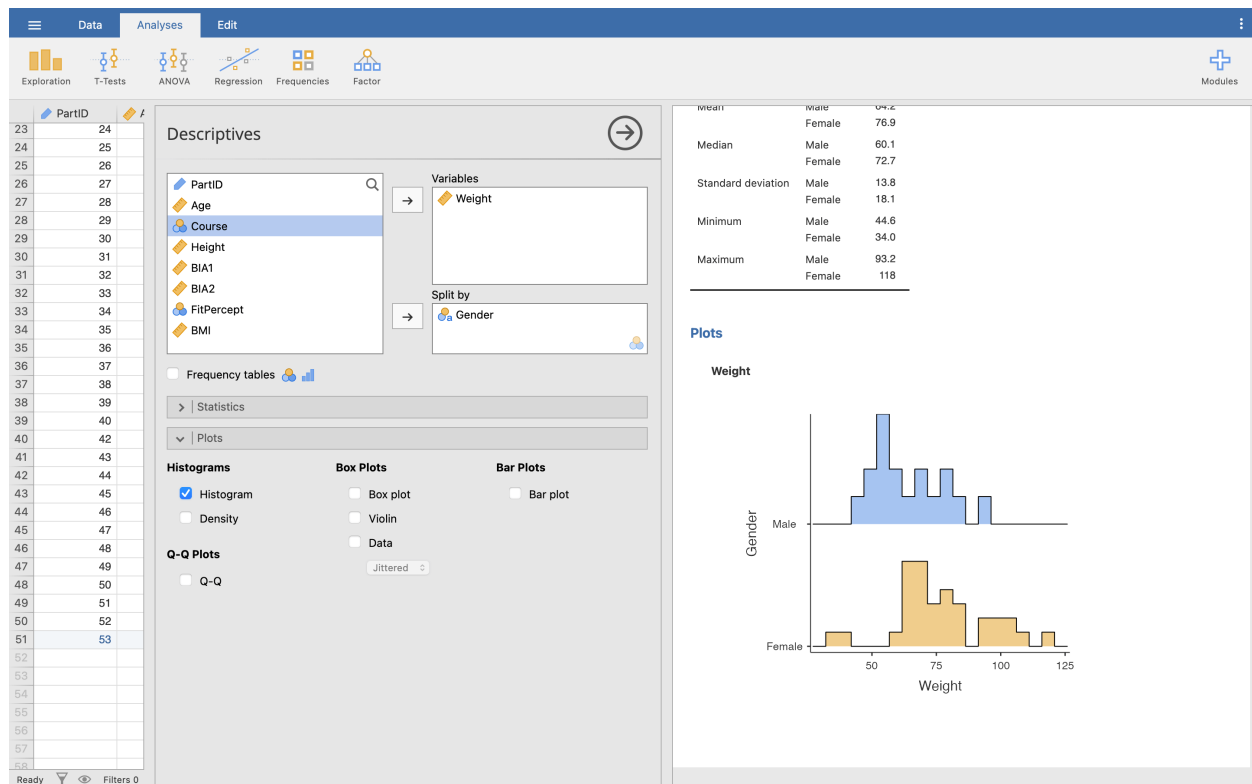 Data Analyses Edit
Exploration T-Tests ANOVA Regression Frequencies Factor Modules
PartID
23 24
24 25
25 26
26 27
27 28
28 29
29 30
30 31
31 32
32 33
33 34
34 35
35 36
36 37
37 38
38 39
39 40
40 42
41 43
42 44
43 45
44 46
45 47
46 48
47 49
48 50
49 51
50 52
51 53
52
53
54
55
56
57
58
Ready Filters 0
Descriptives
PartID
Age
Course
Height
BIA1
BIA2
FitPercept
BMI
Variables
Weight
Split by
Gender
Frequency tables
Statistics
Plots
Histograms
Histogram
Density
Q-Q Plots
Q-Q
Box Plots
Box plot
Violin
Data
Jittered
Bar Plots
Bar plot
Mean Male 64.2
Female 76.9
Median Male 60.1
Female 72.7
Standard deviation Male 13.8
Female 18.1
Minimum Male 44.6
Female 34.0
Maximum Male 93.2
Female 118
Plots
Weight
Gender
Male
Female
50 75 100 125
Weight